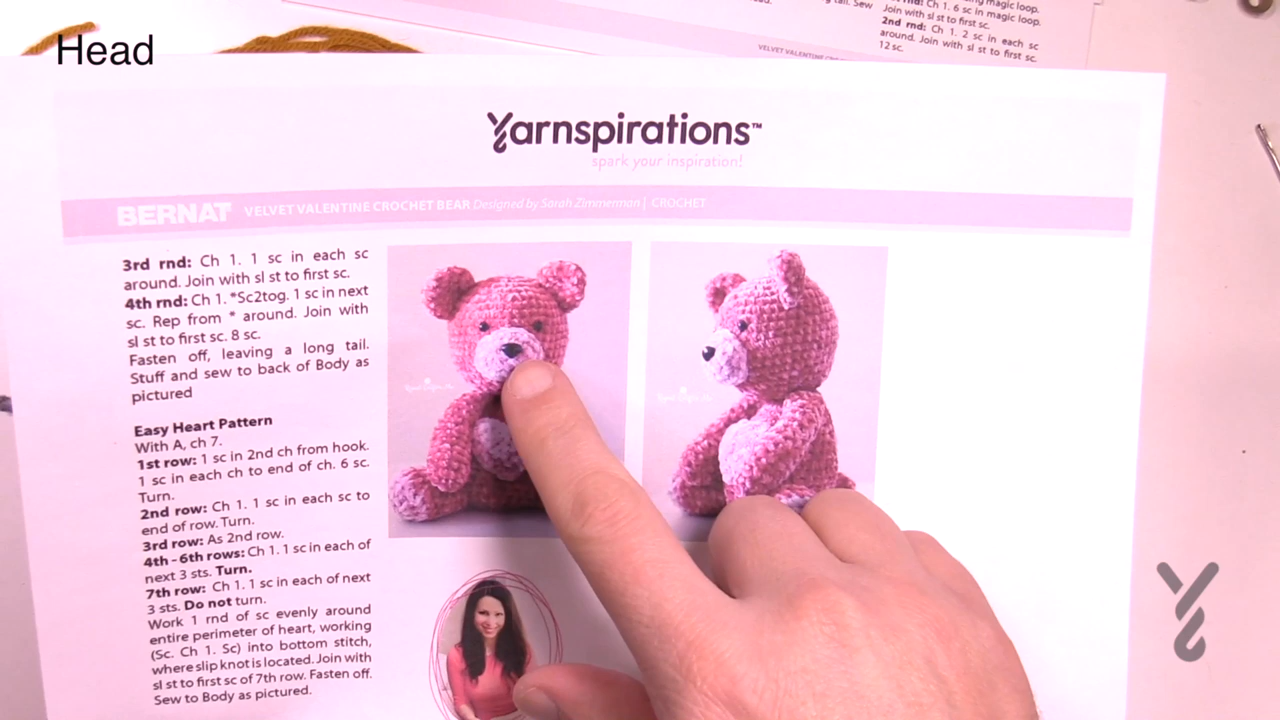 Head
tail. Sew
Ch 1. 6 sc in magic loop.
Join with sl st to first sc.
2nd rnd: Ch 1. 2 sc in each sc
around. Join with sl st to first sc.
12 sc.
VELVET VALENTINE
Yarnspirations™
spark your inspiration!
BERNAT VELVET VALENTINE CROCHET BEAR Designed by Sarah Zimmerman | CROCHET
3rd rnd: Ch 1. 1 sc in each sc
around. Join with sl st to first sc.
4th rnd: Ch 1. *Sc2tog. 1 sc in next
sc. Rep from * around. Join with
sl st to first sc. 8 sc.
Fasten off, leaving a long tail.
Stuff and sew to back of Body as
pictured
Easy Heart Pattern
With A, ch 7.
1st row: 1 sc in 2nd ch from hook.
1 sc in each ch to end of ch. 6 sc.
Turn.
2nd row: Ch 1. 1 sc in each sc to
end of row. Turn.
3rd row: As 2nd row.
4th - 6th rows: Ch 1. 1 sc in each of
next 3 sts. Turn.
7th row: Ch 1. 1 sc in each of next
3 sts. Do not turn.
Work 1 rnd of sc evenly around
entire perimeter of heart, working
(Sc. Ch 1. Sc) into bottom stitch,
where slip knot is located. Join with
sl st to first sc of 7th row. Fasten off.
Sew to Body as pictured.